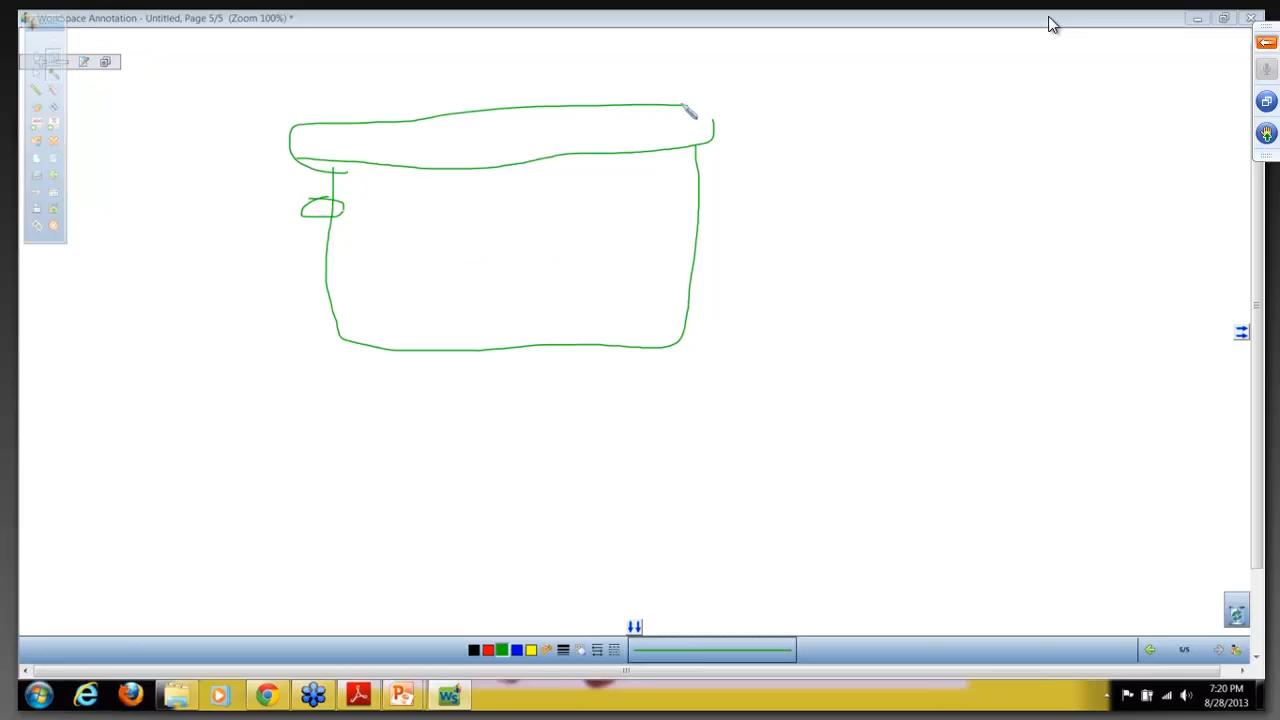 WorkSpace Annotation - Untitled, Page 5/5 (Zoom 100%) *
5/5
7:20 PM
8/28/2013